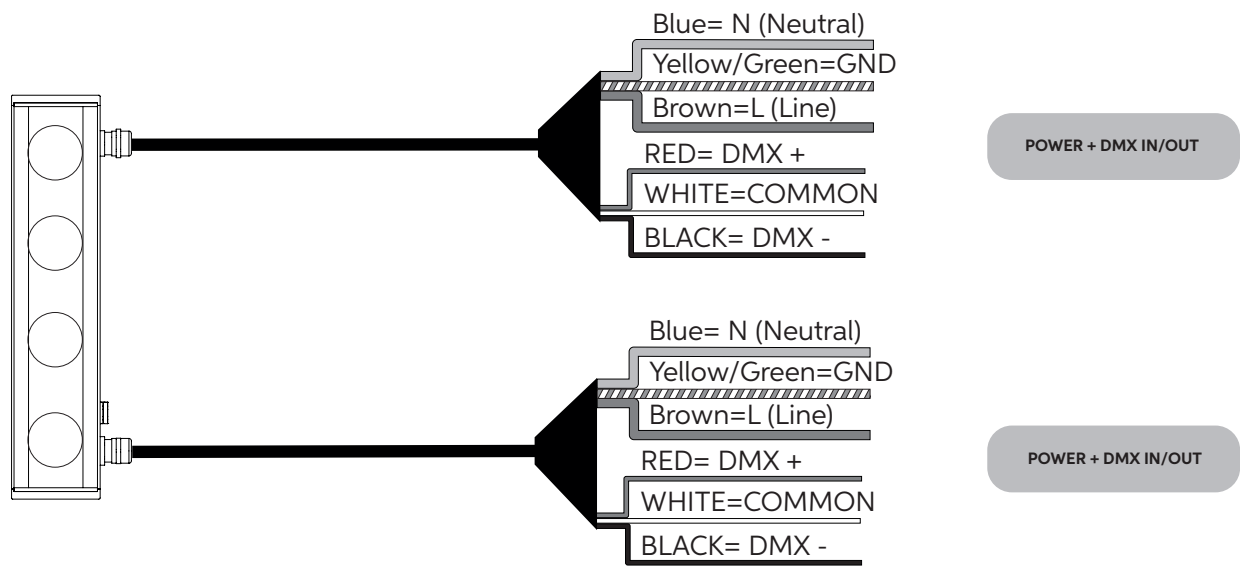 Blue= N (Neutral)
Yellow/Green=GND
Brown=L (Line)
RED= DMX +
WHITE=COMMON
BLACK= DMX -
POWER + DMX IN/OUT
Blue= N (Neutral)
Yellow/Green=GND
Brown=L (Line)
RED= DMX +
WHITE=COMMON
BLACK= DMX -
POWER + DMX IN/OUT